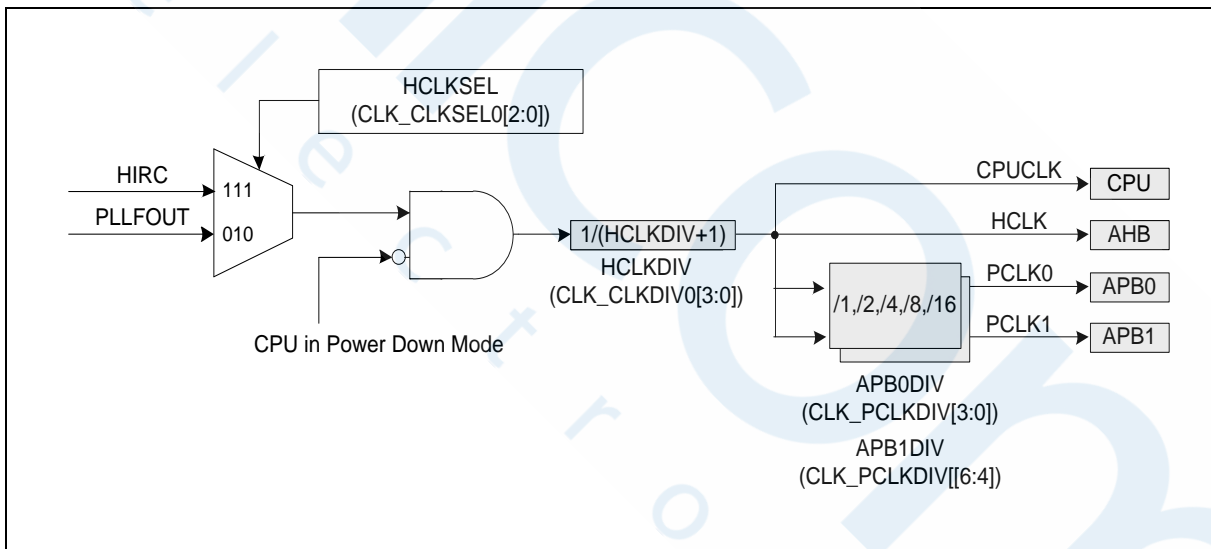 HCLKSEL
(CLK_CLKSEL0[2:0])
HIRC
111
PLLFOUT
010
CPU in Power Down Mode
1/(HCLKDIV+1)
HCLKDIV
(CLK_CLKDIV0[3:0])
CPUCLK
CPU
HCLK
AHB
/1,/2,/4,/8,/16
PCLK0
APB0
PCLK1
APB1
APB0DIV
(CLK_PCLKDIV[3:0])
APB1DIV
(CLK_PCLKDIV[[6:4])